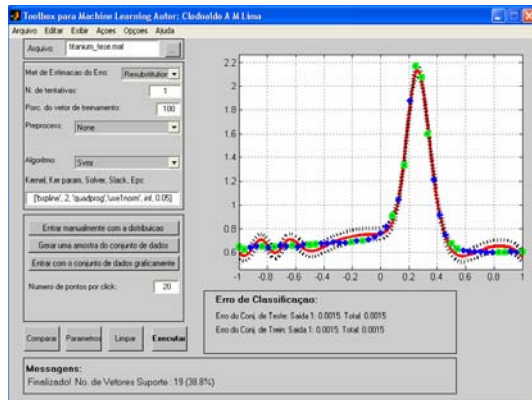 Toolbox para Machine Learning Autor: Clodoaldo A M Lima
Arquivo Editar Exibir Açoes Opçoes Ajuda
Arquivo: titanium_tese.mat ...
Met de Estimacao do Erro: Resubstitution
N. de tentativas: 1
Porc. do vetor de treinamento: 100
Preprocess: None
Algoritmo: Svmr
Kernel, Ker param, Solver, Slack, Eps:
['bspline', 2, 'quadprog','use1norm', inf, 0.05]
Entrar manualmente com a distribuicao
Gerar uma amostra do conjunto de dados
Entrar com o conjunto de dados graficamente
Numero de pontos por click: 20
Comparar Parametros Limpar Executar
2.2
2
1.8
1.6
1.4
1.2
1
0.8
0.6
-1 -0.8 -0.6 -0.4 -0.2 0 0.2 0.4 0.6 0.8 1
Erro de Classificaçao:
Erro do Conj. de Teste: Saida 1: 0.0015. Total: 0.0015
Erro do Conj. de Trein: Saida 1: 0.0015. Total: 0.0015
Messagens:
Finalizado! No. de Vetores Suporte : 19 (38.8%)